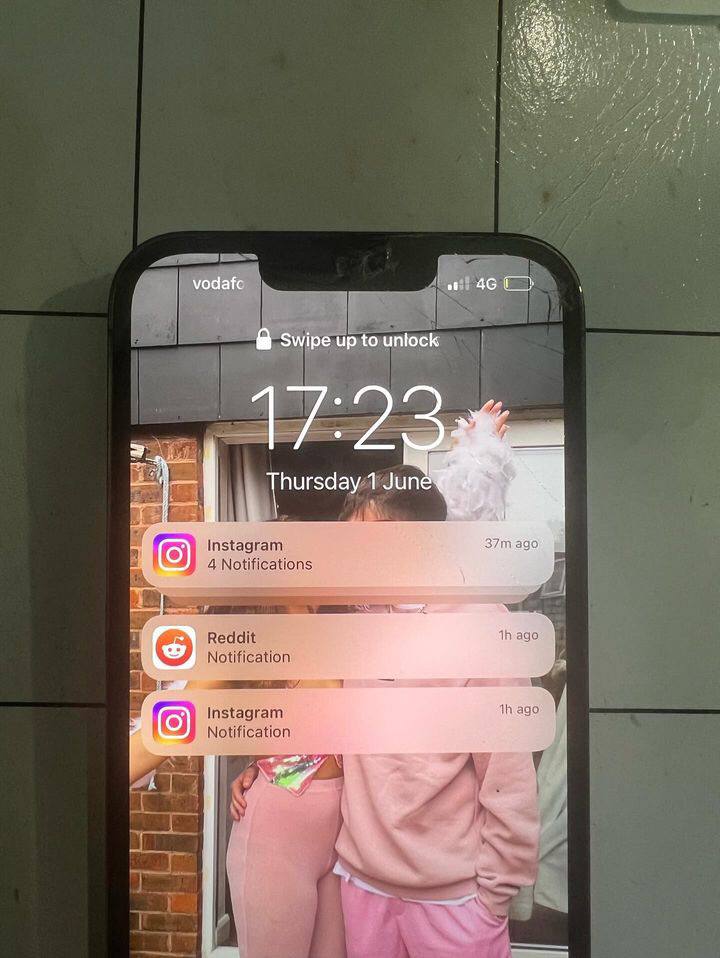 vodafo
4G
Swipe up to unlock
17:23
Thursday 1 June
Instagram
37m ago
4 Notifications
Reddit
1h ago
Notification
Instagram
1h ago
Notification